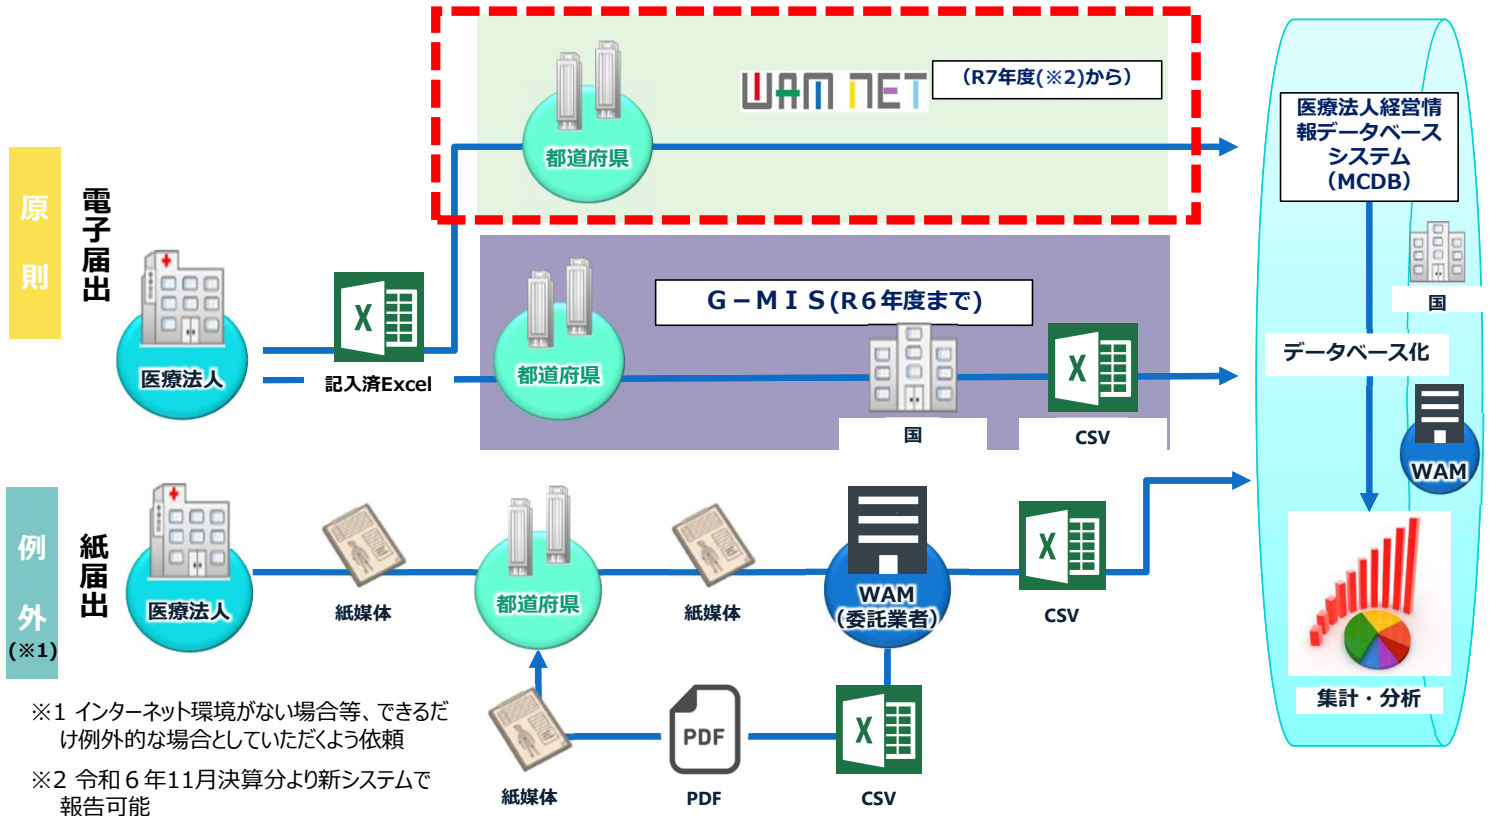 原
則
電子届出
医療法人
記入済Excel
都道府県
WAM NET
（R7年度(※2)から）
都道府県
Ｇ－ＭＩＳ(R６年度まで)
国
CSV
例
外
(※1)
紙届出
医療法人
紙媒体
都道府県
紙媒体
WAM
（委託業者）
CSV
紙媒体
PDF
PDF
CSV
医療法人経営情
報データベース
システム
（MCDB）
国
データベース化
WAM
集計・分析
※1 インターネット環境がない場合等、できるだ
け例外的な場合としていただくよう依頼
※2 令和６年11月決算分より新システムで
報告可能